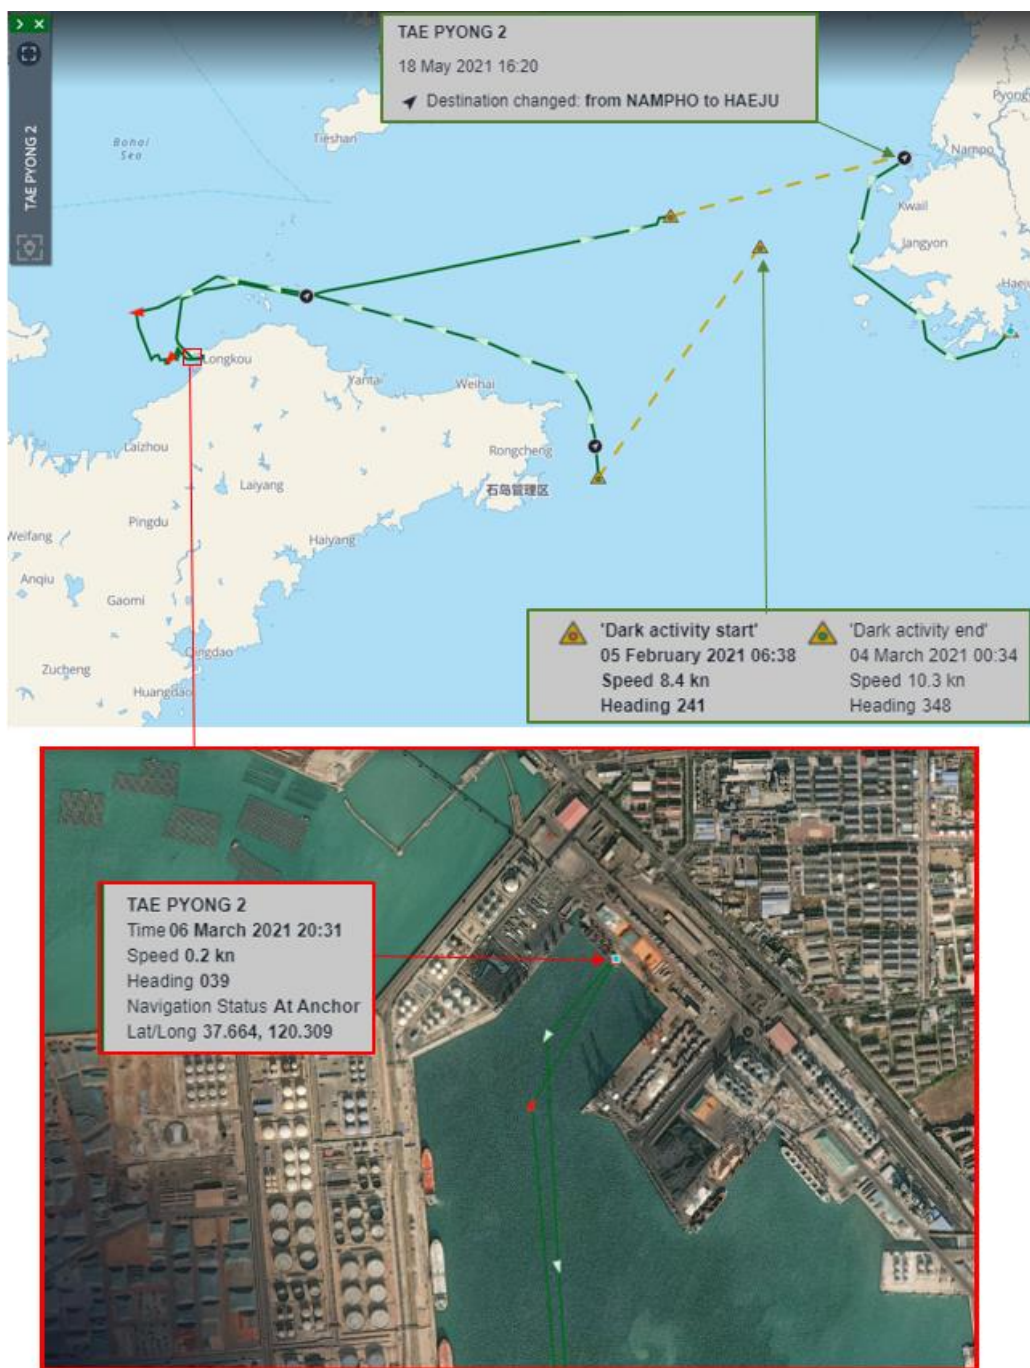 TAE PYONG 2
18 May 2021 16:20
Destination changed: from NAMPHO to HAEJU
TAE PYONG 2
Bohai
Sea
Tieshan
Pyong
Nampo
Kwail
Jangyon
Haeju
Longkou
Yantai
Weihai
Laizhou
Rongcheng
石岛管理区
Laiyang
Pingdu
Haiyang
Weifang
Anqiu
Gaomi
Qingdao
Zucheng
Huangdao
'Dark activity start'
05 February 2021 06:38
Speed 8.4 kn
Heading 241
'Dark activity end'
04 March 2021 00:34
Speed 10.3 kn
Heading 348
TAE PYONG 2
Time 06 March 2021 20:31
Speed 0.2 kn
Heading 039
Navigation Status At Anchor
Lat/Long 37.664, 120.309